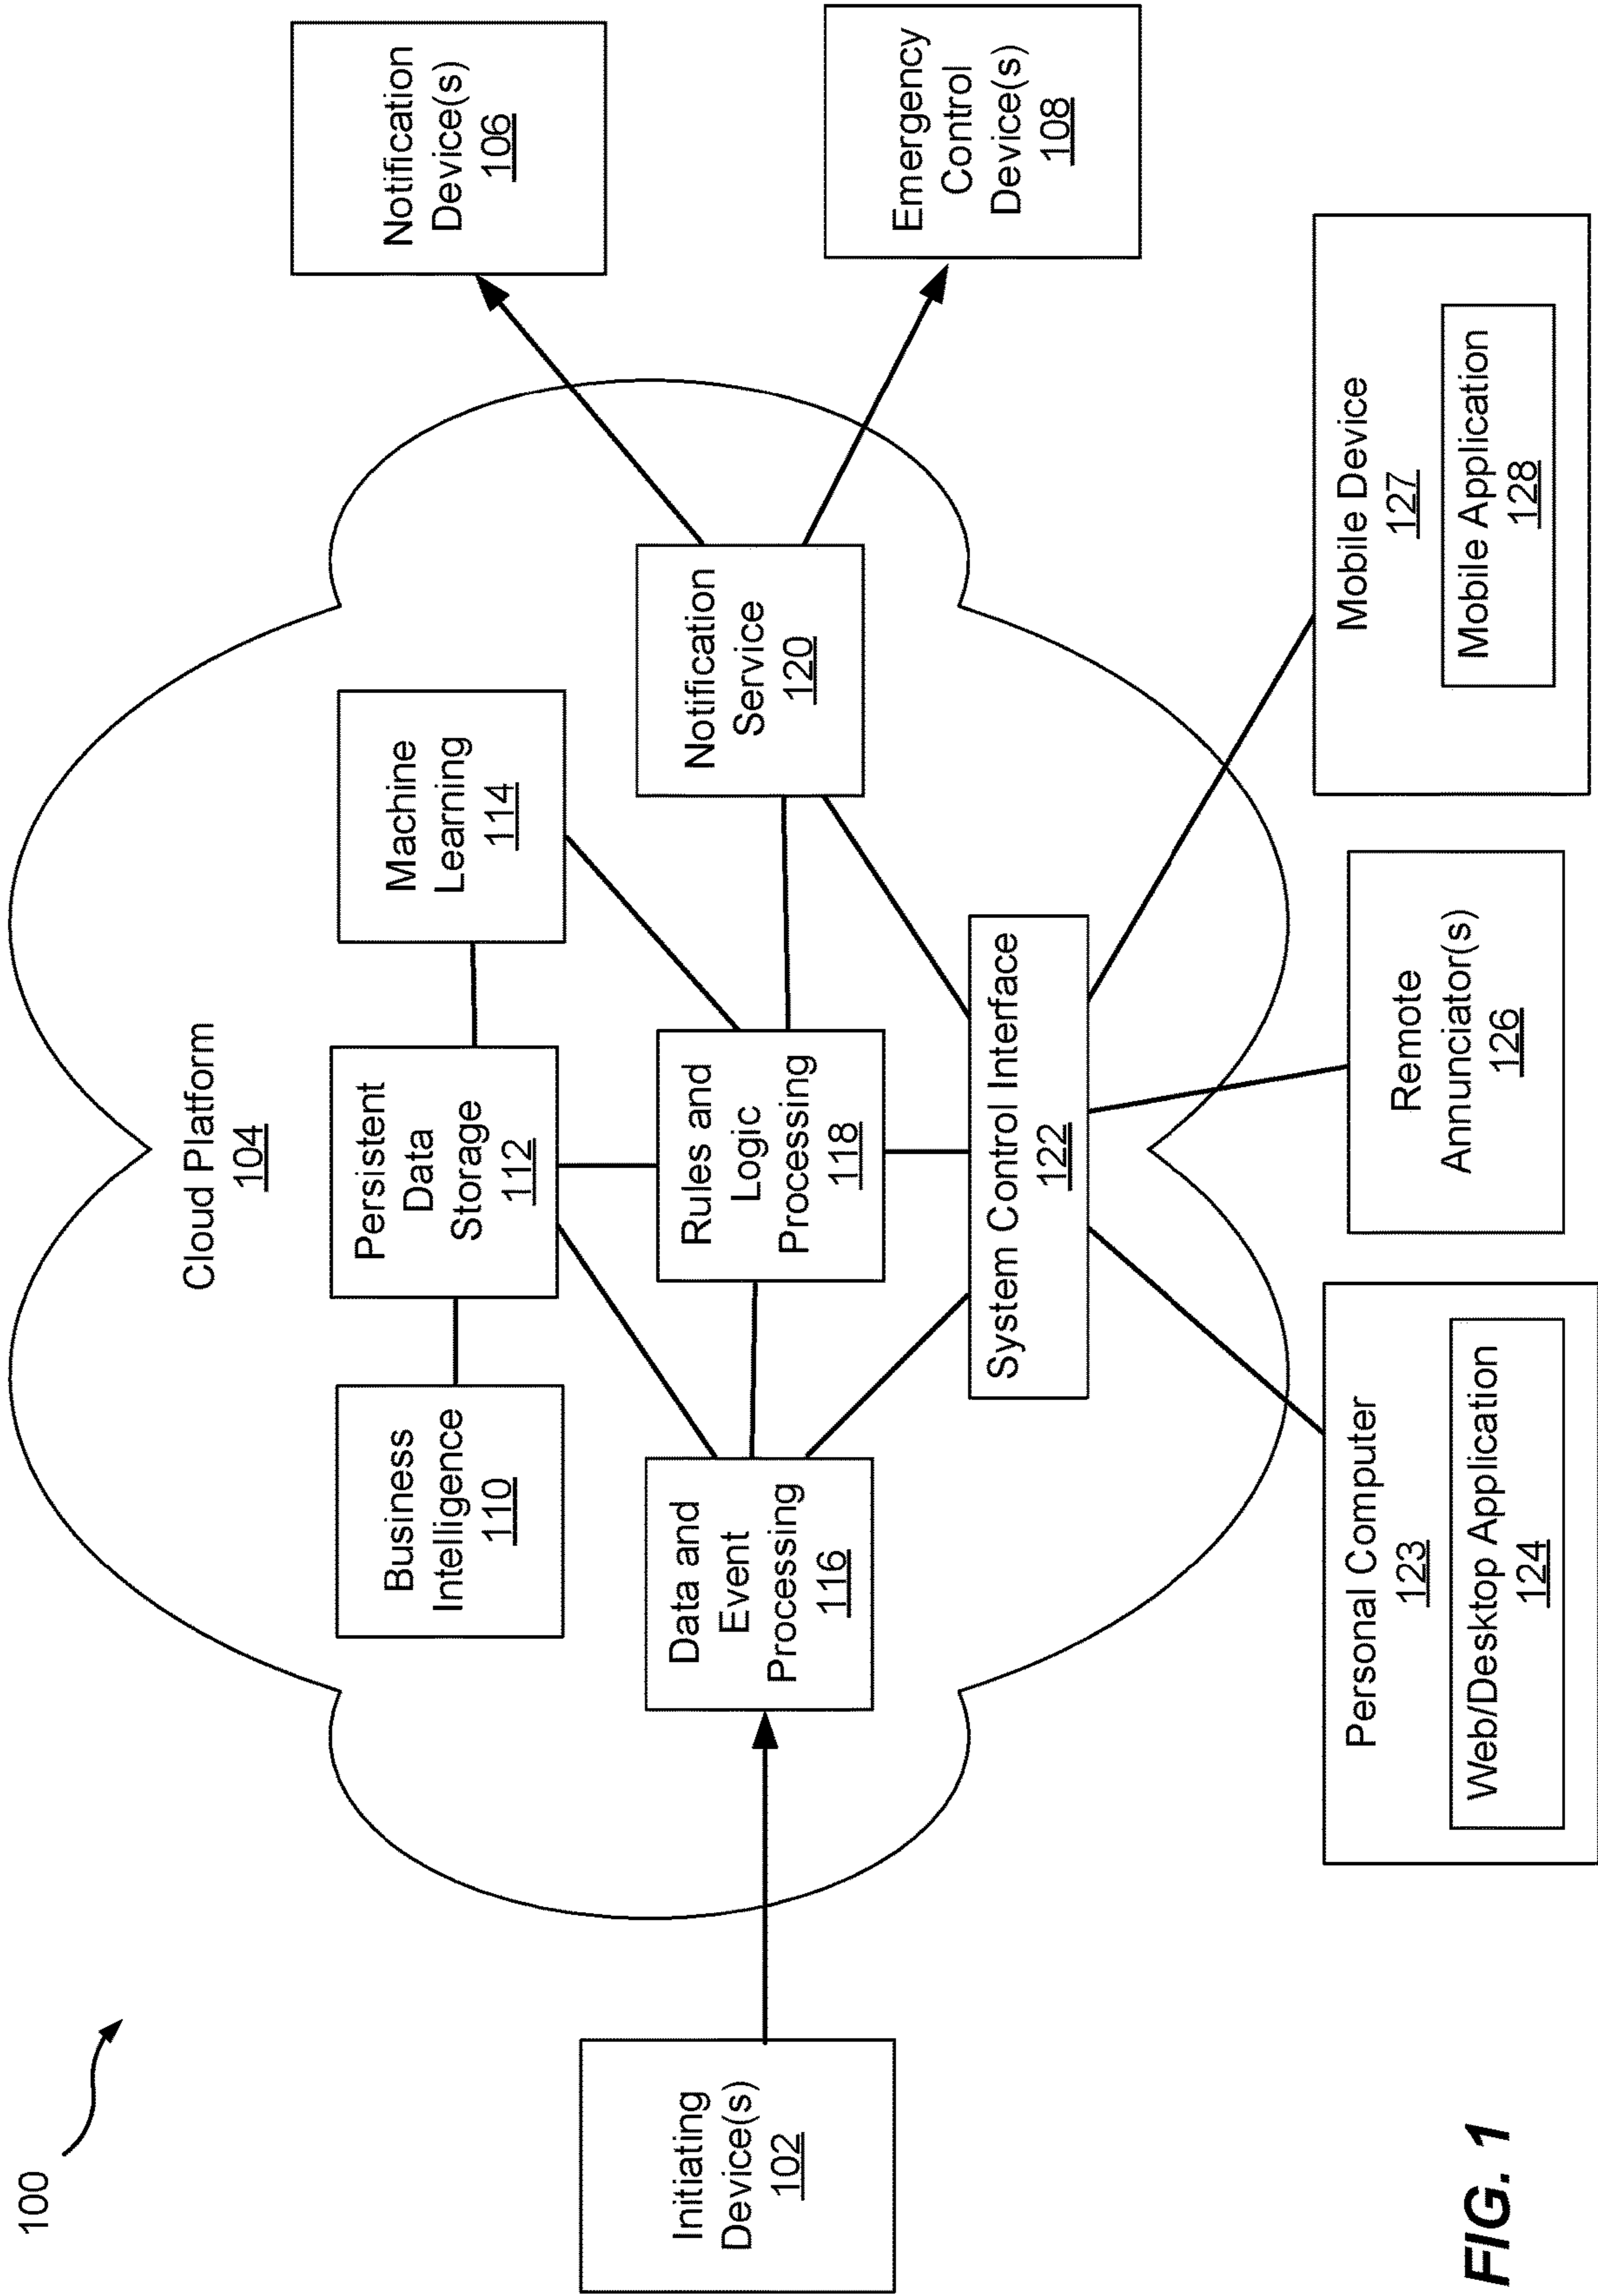 100
Cloud Platform
104
Business
Intelligence
110
Persistent
Data
Storage
112
Machine
Learning
114
Notification
Device(s)
106
Initiating
Device(s)
102
Data and
Event
Processing
116
Rules and
Logic
Processing
118
Notification
Service
120
Emergency
Control
Device(s)
108
System Control Interface
122
Personal Computer
123
Web/Desktop Application
124
Remote
Annunciator(s)
126
Mobile Device
127
Mobile Application
128
FIG. 1